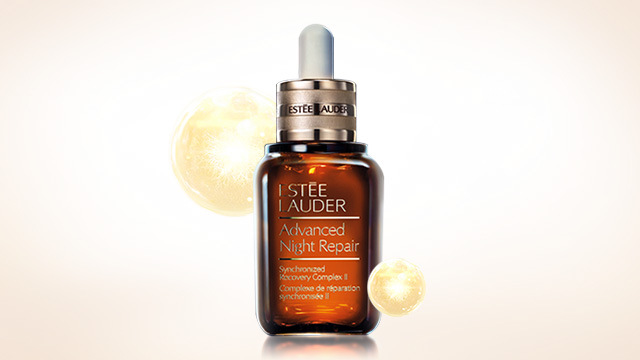 ESTĒE LAUDER
ESTĒE
LAUDER
Advanced
Night Repair
Synchronized
Recovery Complex II
Complexe de réparation
synchronisée II